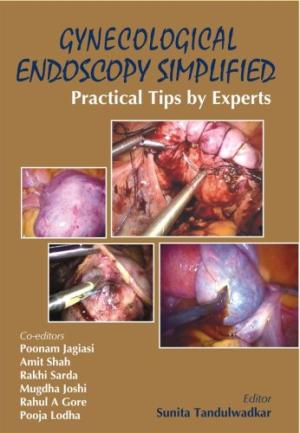 GYNECOLOGICAL
ENDOSCOPY SIMPLIFIED
Practical Tips by Experts
Co-editors
Poonam Jagiasi
Amit Shah
Rakhi Sarda
Mugdha Joshi
Rahul A Gore
Pooja Lodha
Editor
Sunita Tandulwadkar